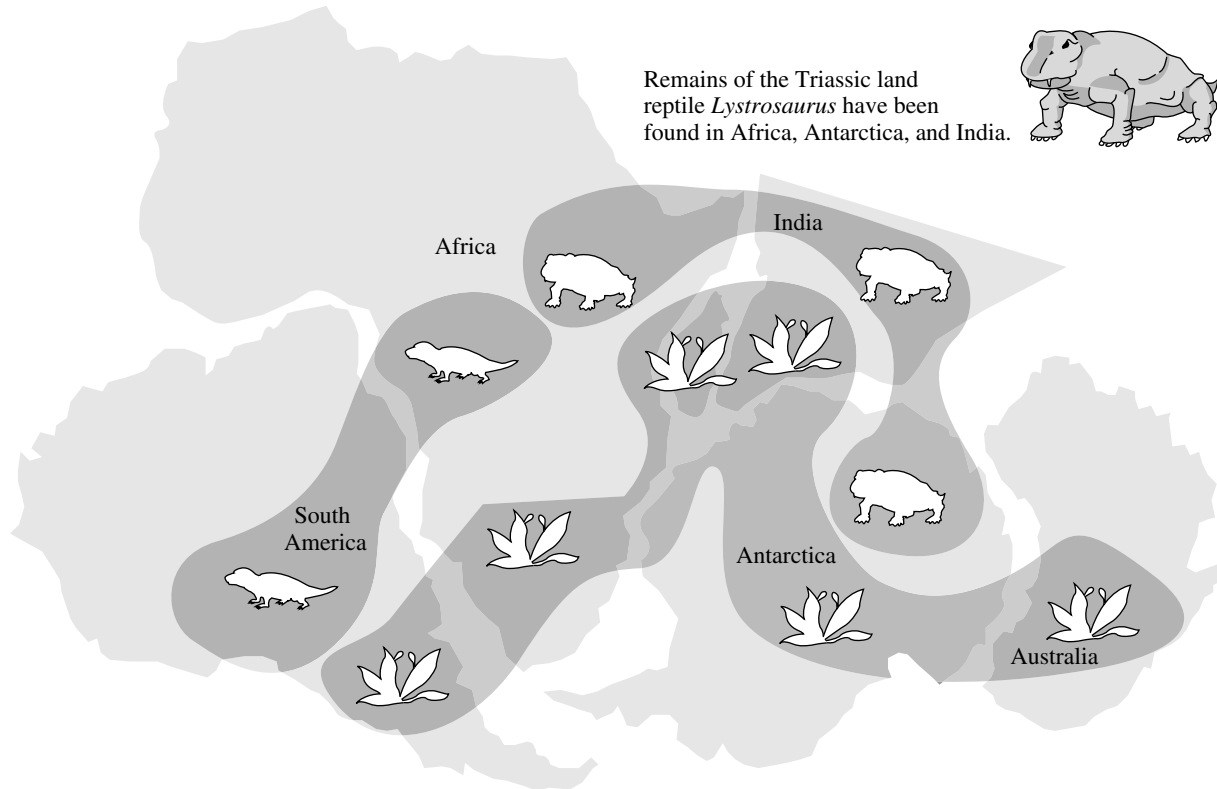 Remains of the Triassic land
reptile Lystrosaurus have been
found in Africa, Antarctica, and India.
India
Africa
South
America
Antarctica
Australia